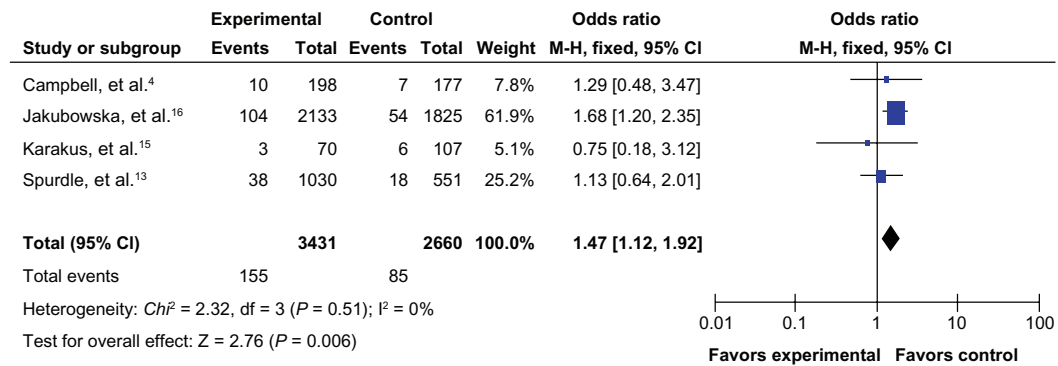 Experimental Control Odds ratio Odds ratio
Study or subgroup Events Total Events Total Weight M-H, fixed, 95% CI M-H, fixed, 95% CI
Campbell, et al.⁴ 10 198 7 177 7.8% 1.29 [0.48, 3.47]
Jakubowska, et al.¹⁶ 104 2133 54 1825 61.9% 1.68 [1.20, 2.35]
Karakus, et al.¹⁵ 3 70 6 107 5.1% 0.75 [0.18, 3.12]
Spurdle, et al.¹³ 38 1030 18 551 25.2% 1.13 [0.64, 2.01]
Total (95% CI) 3431 2660 100.0% 1.47 [1.12, 1.92]
Total events 155 85
Heterogeneity: Chi² = 2.32, df = 3 (P = 0.51); I² = 0%
Test for overall effect: Z = 2.76 (P = 0.006)
0.01 0.1 1 10 100
Favors experimental Favors control